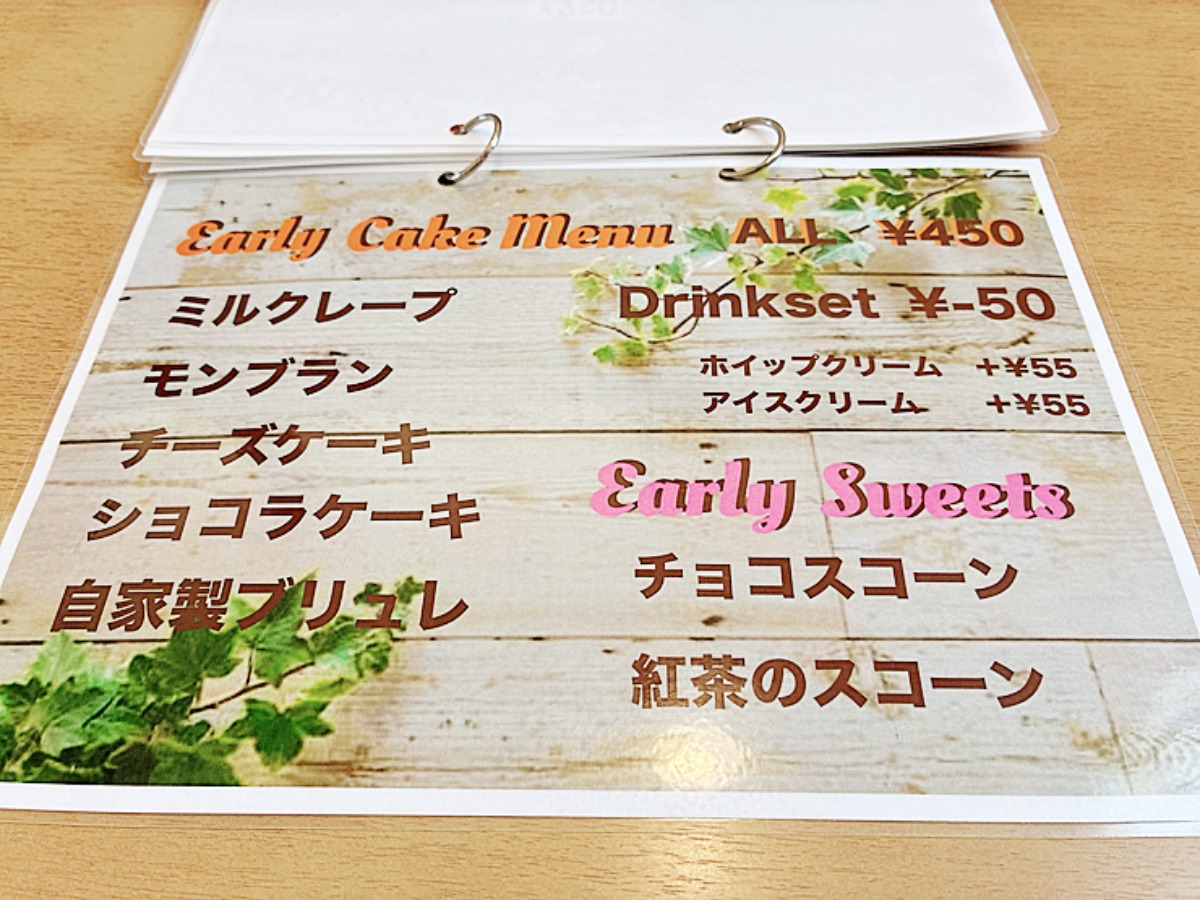 Early Cake Menu ALL ¥450
ミルクレープ
モンブラン
チーズケーキ
ショコラケーキ
自家製ブリュレ
Drinkset ¥-50
ホイップクリーム +¥55
アイスクリーム +¥55
Early Sweets
チョコスコーン
紅茶のスコーン